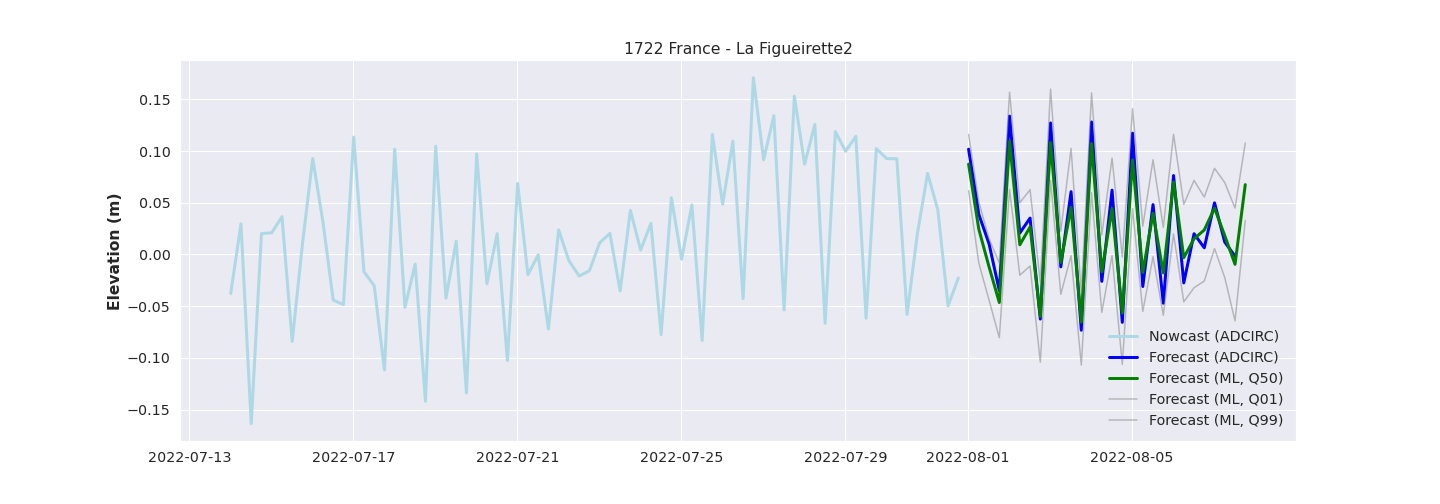 1722 France - La Figueirette2
Elevation (m)
0.15
0.10
0.05
0.00
−0.05
−0.10
−0.15
Nowcast (ADCIRC)
Forecast (ADCIRC)
Forecast (ML, Q50)
Forecast (ML, Q01)
Forecast (ML, Q99)
2022-07-13 2022-07-17 2022-07-21 2022-07-25 2022-07-29 2022-08-01 2022-08-05